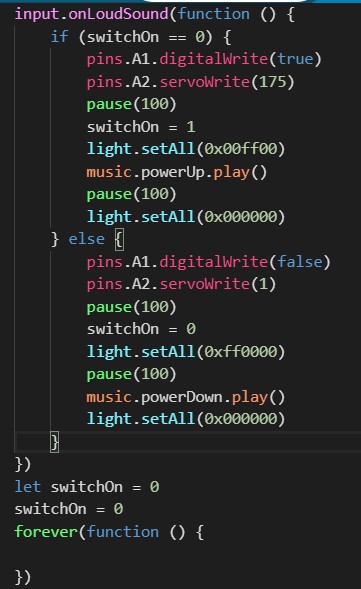 input.onLoudSound(function () {
    if (switchOn == 0) {
        pins.A1.digitalWrite(true)
        pins.A2.servoWrite(175)
        pause(100)
        switchOn = 1
        light.setAll(0x00ff00)
        music.powerUp.play()
        pause(100)
        light.setAll(0x000000)
    } else {
        pins.A1.digitalWrite(false)
        pins.A2.servoWrite(1)
        pause(100)
        switchOn = 0
        light.setAll(0xff0000)
        pause(100)
        music.powerDown.play()
        light.setAll(0x000000)
    }
})
let switchOn = 0
switchOn = 0
forever(function () {

})